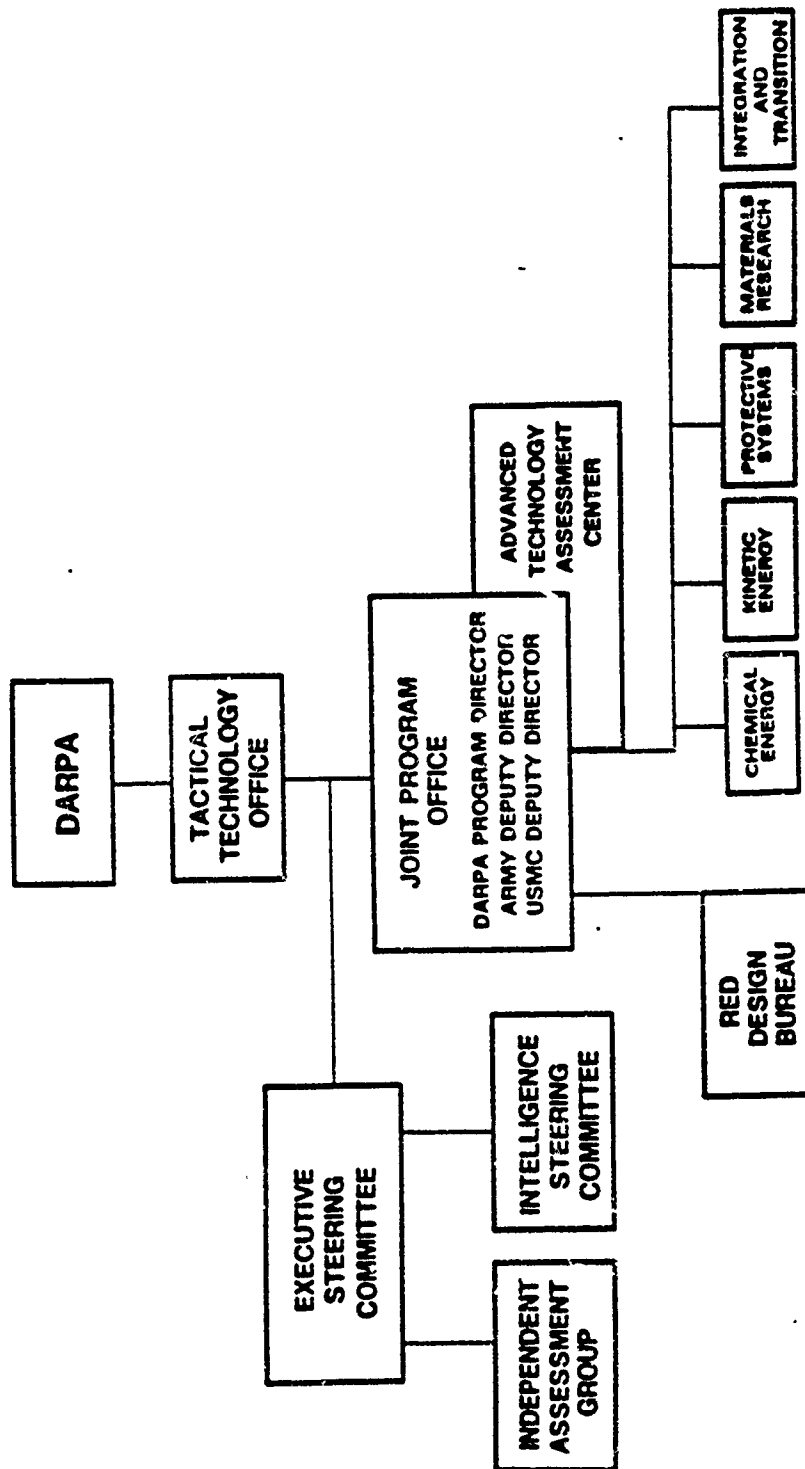 DARPA
TACTICAL
TECHNOLOGY
OFFICE
EXECUTIVE
STEERING
COMMITTEE
JOINT PROGRAM
OFFICE
DARPA PROGRAM DIRECTOR
ARMY DEPUTY DIRECTOR
USMC DEPUTY DIRECTOR
ADVANCED
TECHNOLOGY
ASSESSMENT
CENTER
INDEPENDENT
ASSESSMENT
GROUP
INTELLIGENCE
STEERING
COMMITTEE
RED
DESIGN
BUREAU
CHEMICAL
ENERGY
KINETIC
ENERGY
PROTECTIVE
SYSTEMS
MATERIALS
RESEARCH
INTEGRATION
AND
TRANSITION